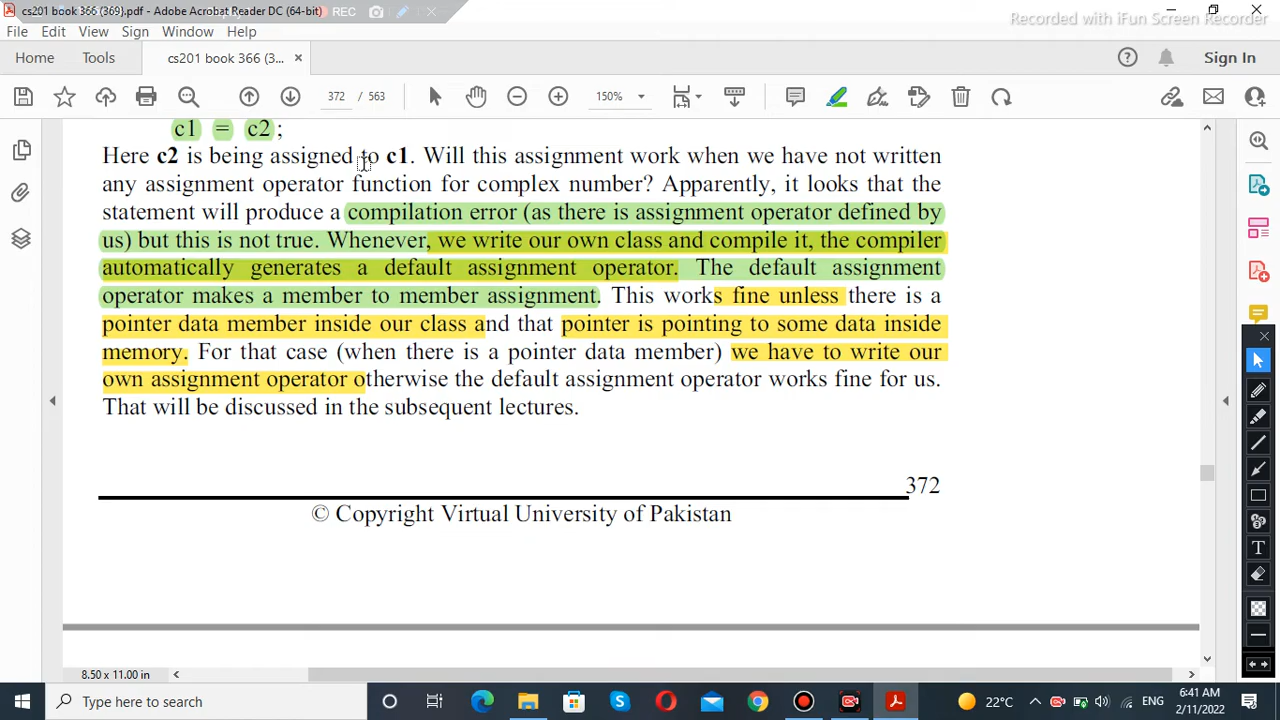 cs201 book 366 (369).pdf - Adobe Acrobat Reader DC (64-bit)
REC
Recorded with iFun Screen Recorder
File Edit View Sign Window Help
Home Tools cs201 book 366 (3... ×
Sign In
372 / 563 150%
c1 = c2 ;
Here c2 is being assigned to c1. Will this assignment work when we have not written
any assignment operator function for complex number? Apparently, it looks that the
statement will produce a compilation error (as there is assignment operator defined by
us) but this is not true. Whenever, we write our own class and compile it, the compiler
automatically generates a default assignment operator. The default assignment
operator makes a member to member assignment. This works fine unless there is a
pointer data member inside our class and that pointer is pointing to some data inside
memory. For that case (when there is a pointer data member) we have to write our
own assignment operator otherwise the default assignment operator works fine for us.
That will be discussed in the subsequent lectures.
372
© Copyright Virtual University of Pakistan
8.50 x 11.00 in
Type here to search
22°C
ENG
6:41 AM
2/11/2022